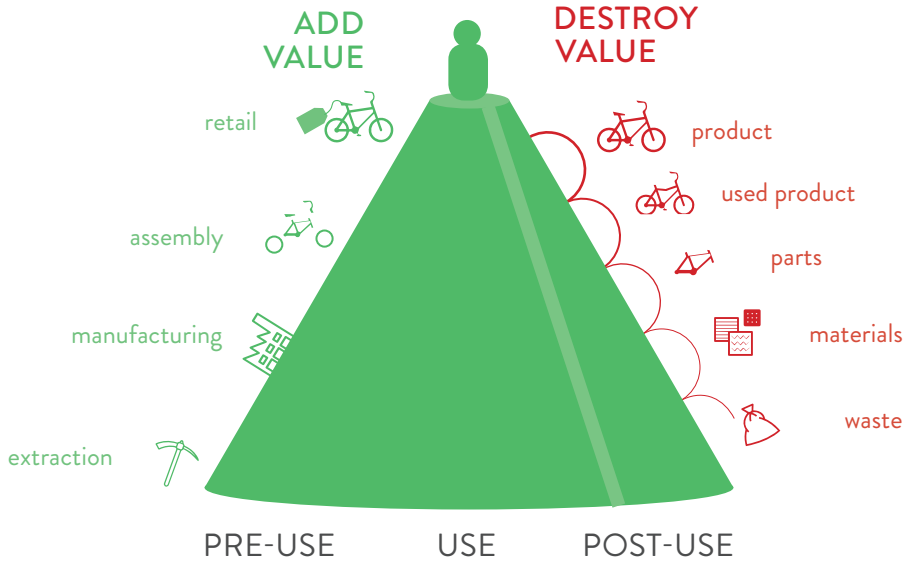 ADD
VALUE
DESTROY
VALUE
retail
product
used product
assembly
parts
manufacturing
materials
waste
extraction
PRE-USE
USE
POST-USE